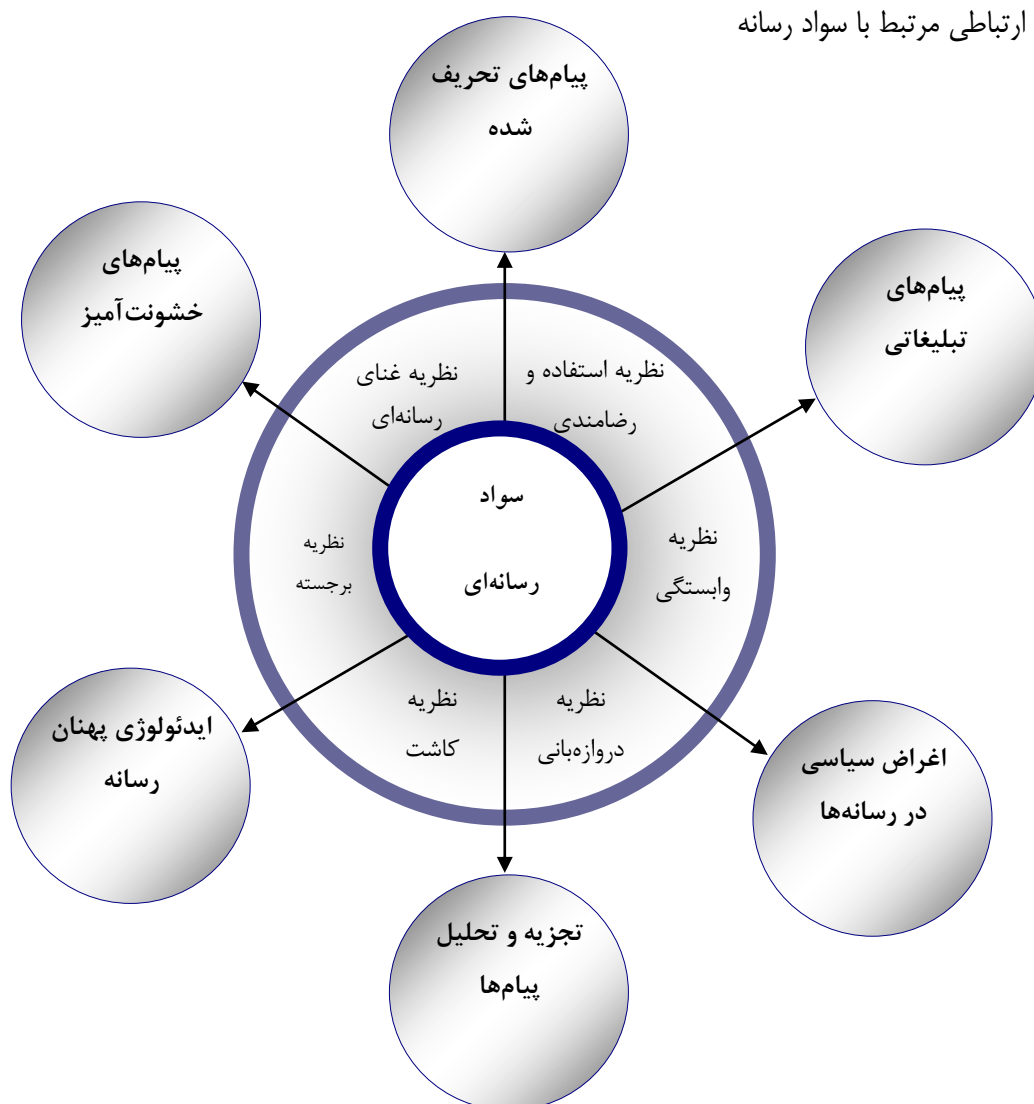 ارتباطی مرتبط با سواد رسانه
پیام‌های تحریف
شده
پیام‌های
تبلیغاتی
پیام‌های
خشونت‌آمیز
نظریه استفاده و
رضامندی
نظریه غنای
رسانه‌ای
سواد
رسانه‌ای
نظریه
وابستگی
نظریه
برجسته
نظریه
دروازه‌بانی
نظریه
کاشت
اغراض سیاسی
در رسانه‌ها
ایدئولوژی پهنان
رسانه
تجزیه و تحلیل
پیام‌ها